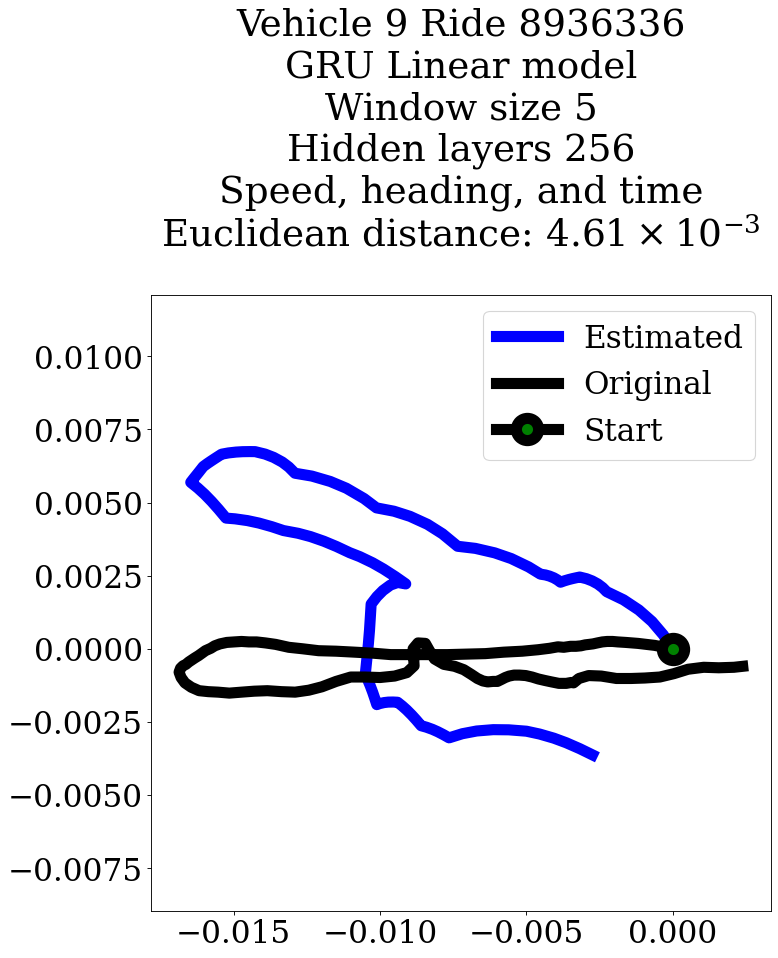 Vehicle 9 Ride 8936336
GRU Linear model
Window size 5
Hidden layers 256
Speed, heading, and time
Euclidean distance: 4.61 × 10⁻³
Estimated
Original
Start
0.0100
0.0075
0.0050
0.0025
0.0000
−0.0025
−0.0050
−0.0075
−0.015 −0.010 −0.005 0.000